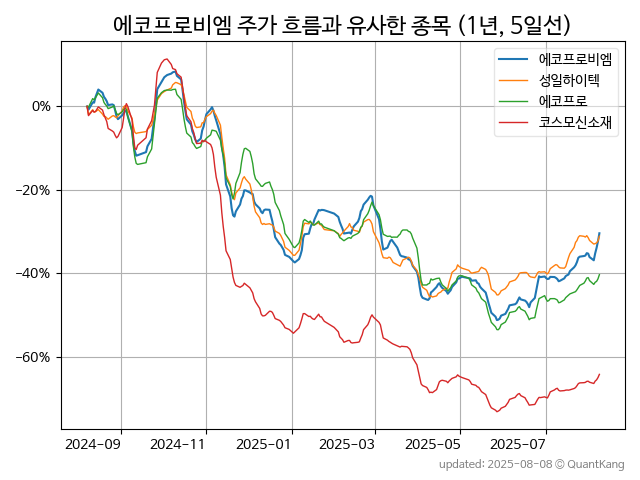 에코프로비엠 주가 흐름과 유사한 종목 (1년, 5일선)
에코프로비엠
성일하이텍
에코프로
코스모신소재
0%
−20%
−40%
−60%
2024-09 2024-11 2025-01 2025-03 2025-05 2025-07
updated: 2025-08-08 © QuantKang